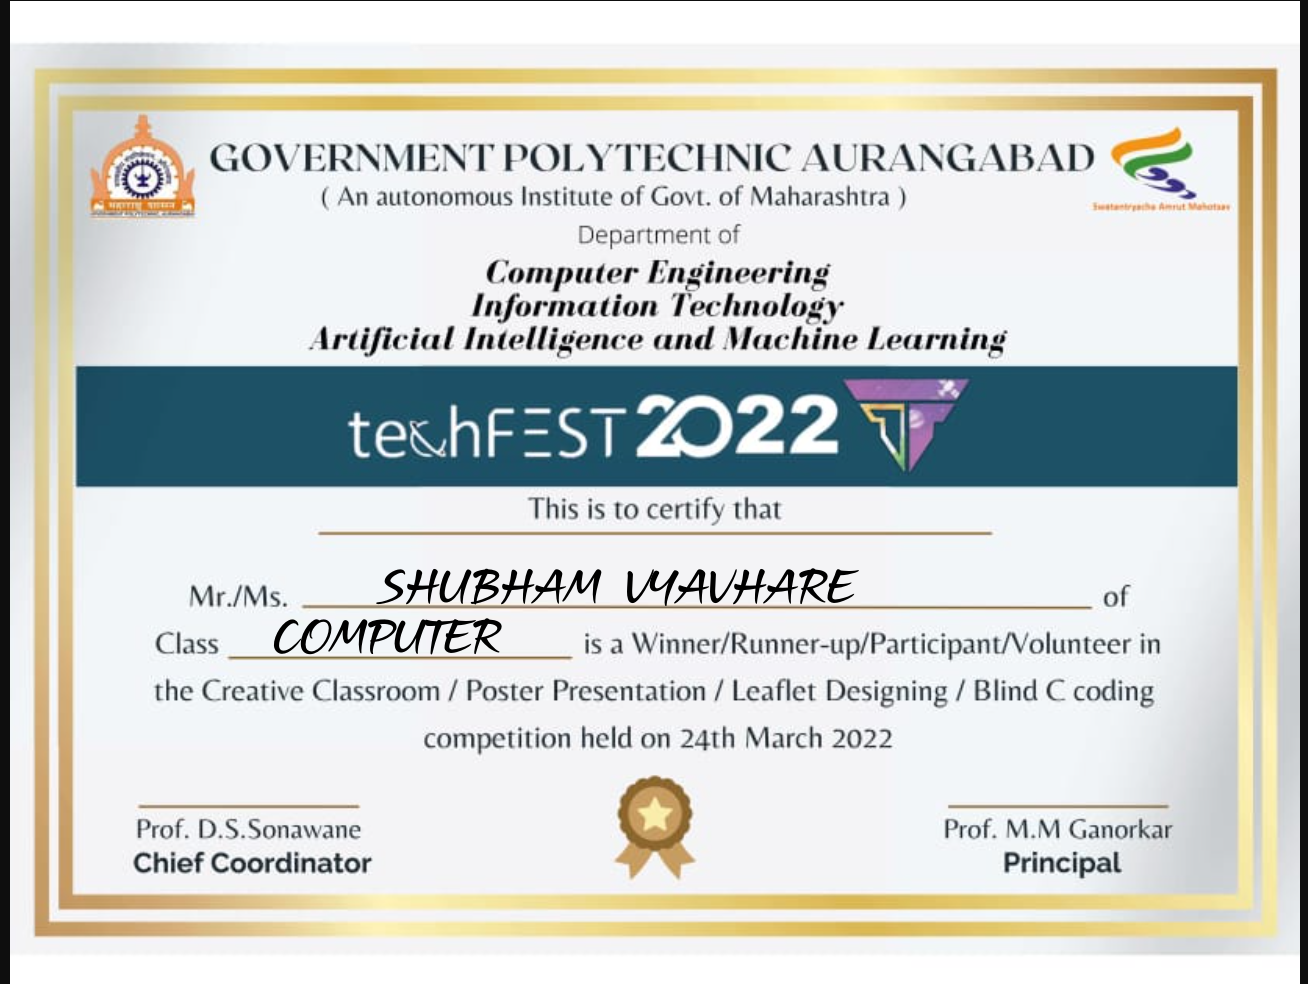 GOVERNMENT POLYTECHNIC AURANGABAD
( An autonomous Institute of Govt. of Maharashtra )
महाराष्ट्र शासन
Swatantryacha Amrut Mahotsav
Department of
Computer Engineering
Information Technology
Artificial Intelligence and Machine Learning
techFEST 2022
This is to certify that
Mr./Ms. SHUBHAM VYAVHARE of
Class COMPUTER is a Winner/Runner-up/Participant/Volunteer in
the Creative Classroom / Poster Presentation / Leaflet Designing / Blind C coding
competition held on 24th March 2022
Prof. D.S.Sonawane
Chief Coordinator
Prof. M.M Ganorkar
Principal